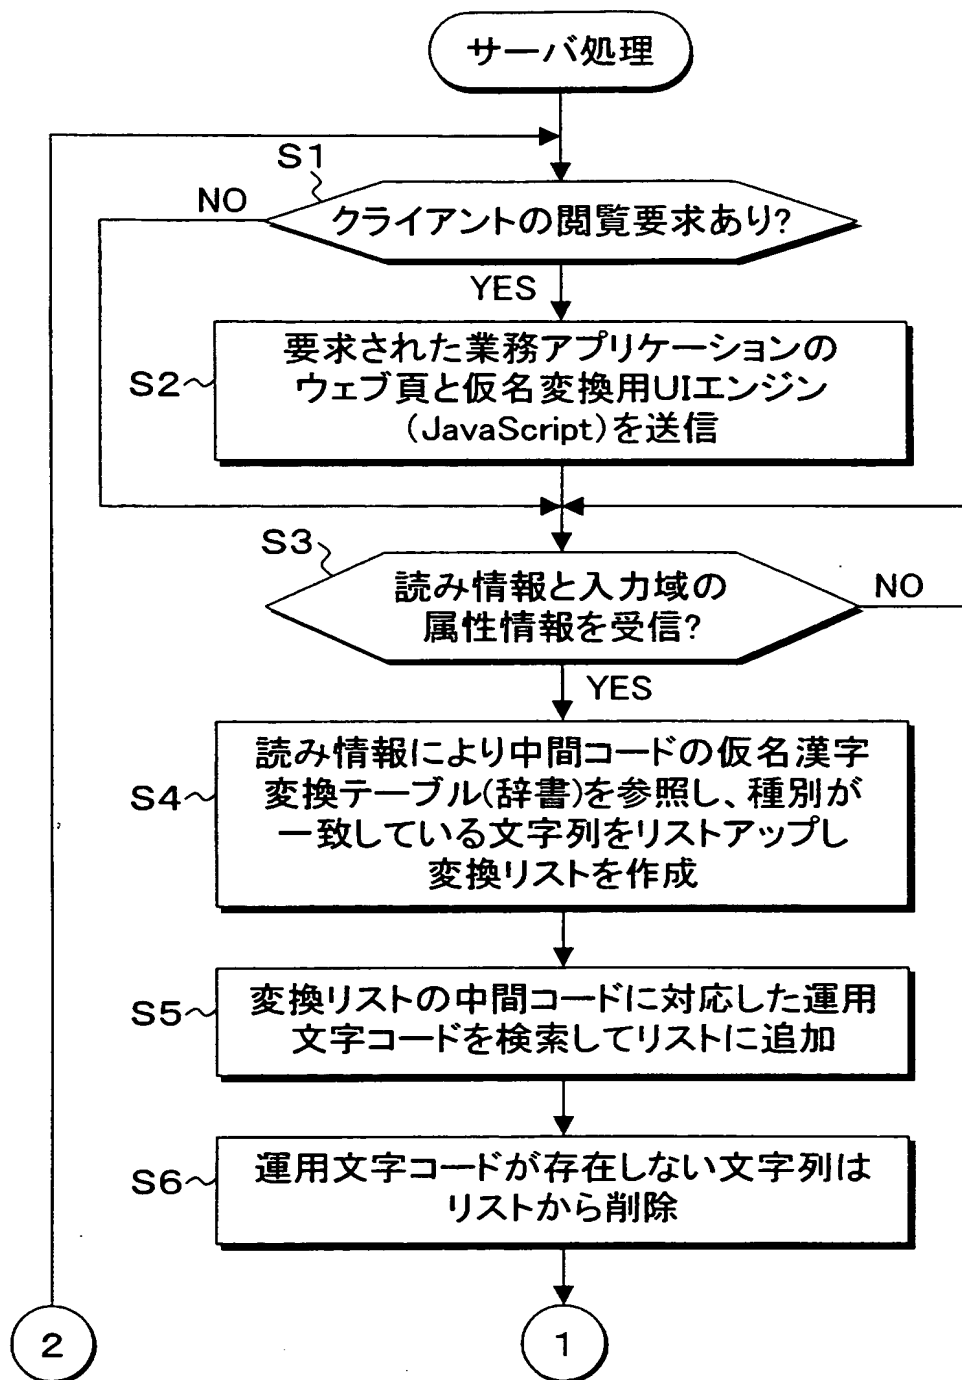 サーバ処理
S1
NO
クライアントの閲覧要求あり?
YES
S2
要求された業務アプリケーションの
ウェブ頁と仮名変換用UIエンジン
(JavaScript)を送信
S3
読み情報と入力域の
属性情報を受信?
NO
YES
S4
読み情報により中間コードの仮名漢字
変換テーブル(辞書)を参照し、種別が
一致している文字列をリストアップし
変換リストを作成
S5
変換リストの中間コードに対応した運用
文字コードを検索してリストに追加
S6
運用文字コードが存在しない文字列は
リストから削除
2
1